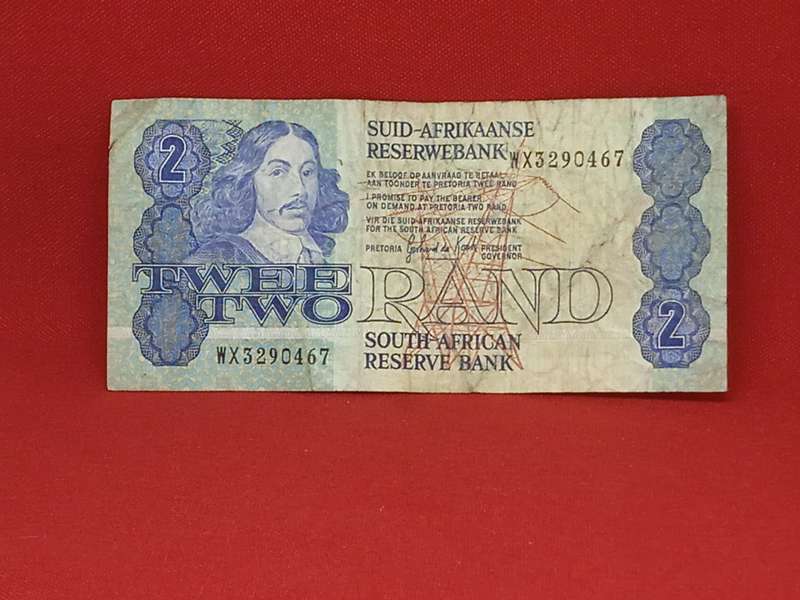 2
SUID-AFRIKAANSE
RESERWEBANK
WX3290467
EK BELOOF OP AANVRAAG TE BETAAL
AAN TOONDER TE PRETORIA TWEE RAND
I PROMISE TO PAY THE BEARER
ON DEMAND AT PRETORIA TWO RAND
VIR DIE SUID-AFRIKAANSE RESERWEBANK
FOR THE SOUTH AFRICAN RESERVE BANK
PRETORIA PRESIDENT
GOVERNOR
TWEE
TWO RAND
WX3290467
SOUTH AFRICAN
RESERVE BANK
2